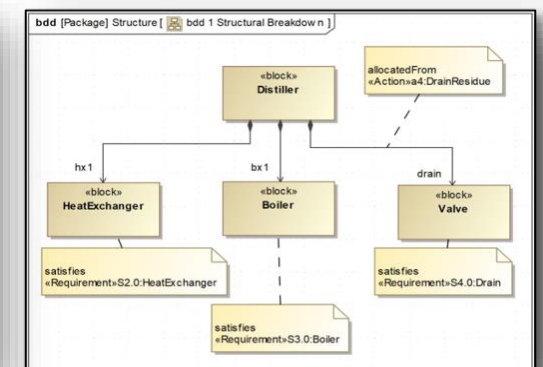 bdd [Package] Structure [ bdd 1 Structural Breakdown ]
allocatedFrom
«Action»a4:DrainResidue
«block»
Distiller
hx1
bx1
drain
«block»
HeatExchanger
«block»
Boiler
«block»
Valve
satisfies
«Requirement»S2.0:HeatExchanger
satisfies
«Requirement»S4.0:Drain
satisfies
«Requirement»S3.0:Boiler